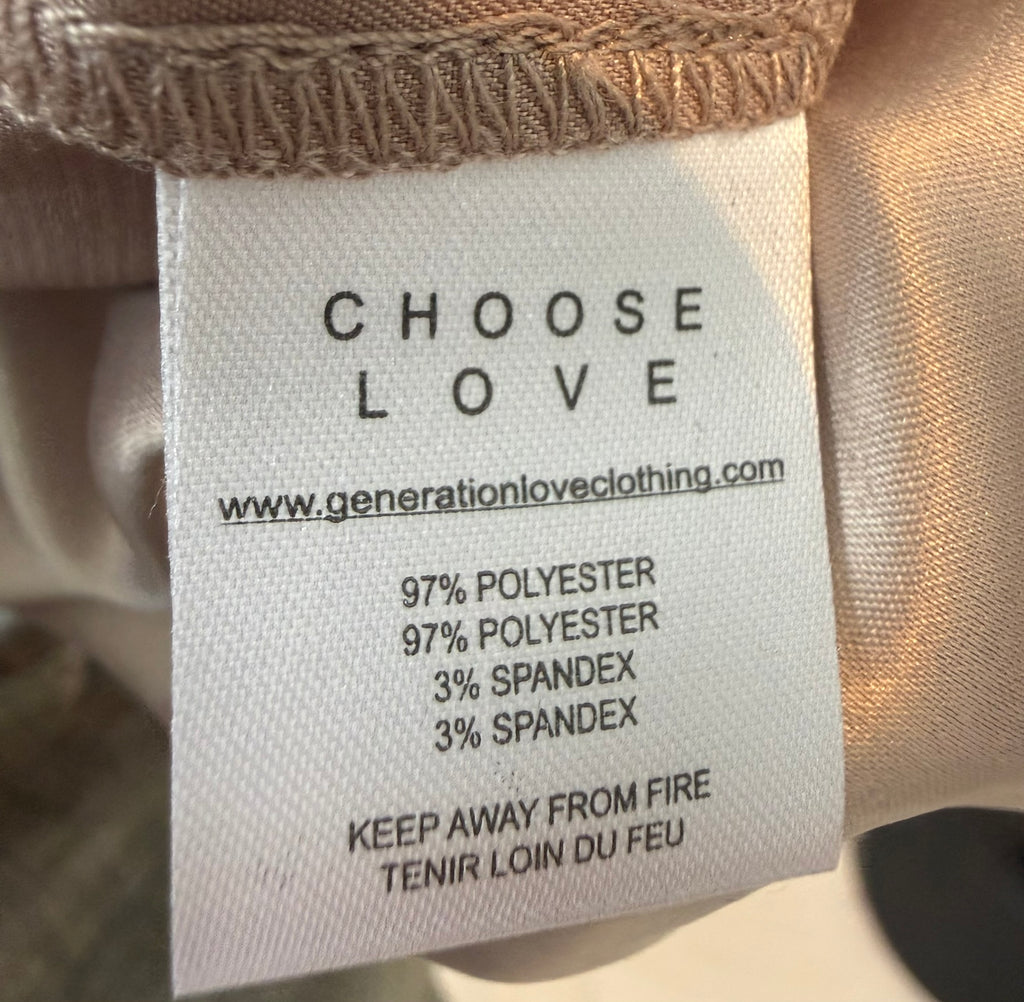 CHOOSE
LOVE
www.generationloveclothing.com
97% POLYESTER
97% POLYESTER
3% SPANDEX
3% SPANDEX
KEEP AWAY FROM FIRE
TENIR LOIN DU FEU